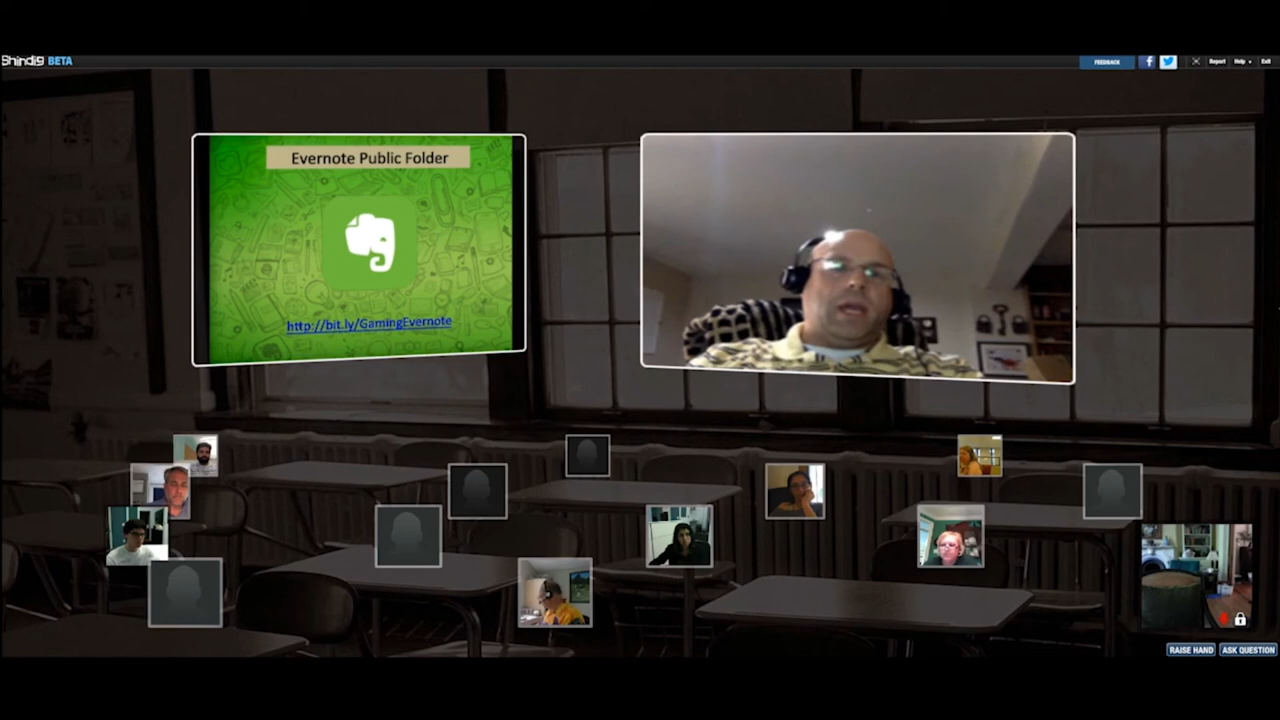 Shindig BETA
FEEDBACK
Report
Help
Exit
Evernote Public Folder
http://bit.ly/GamingEvernote
RAISE HAND
ASK QUESTION